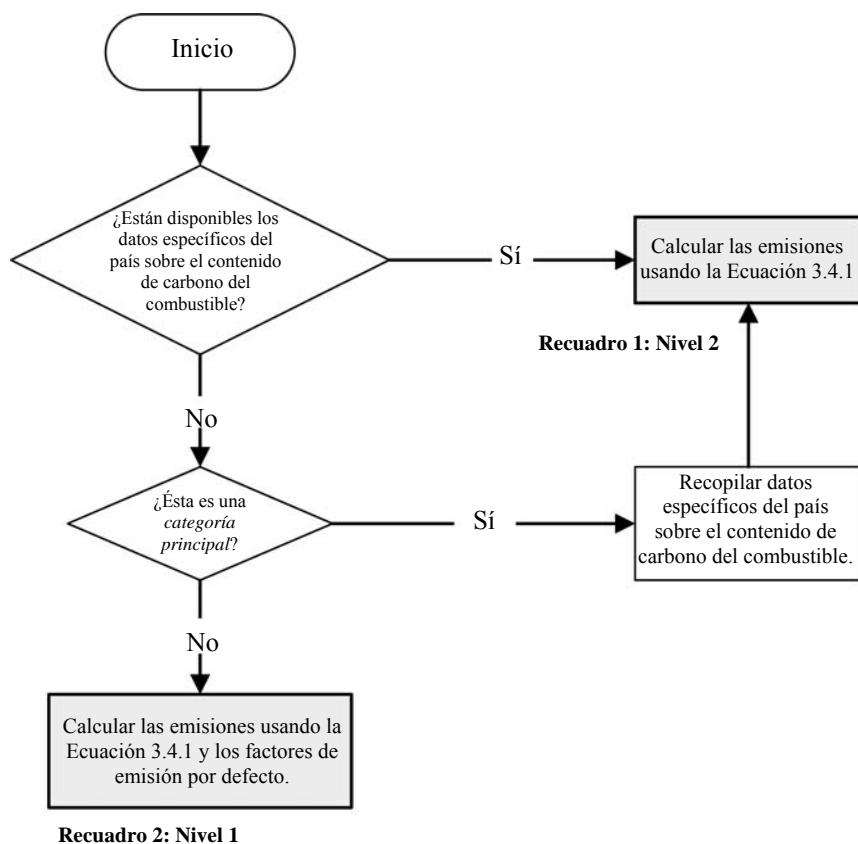 Inicio
¿Están disponibles los
datos específicos del
país sobre el contenido
de carbono del
combustible?
Sí
Calcular las emisiones
usando la Ecuación 3.4.1
Recuadro 1: Nivel 2
No
¿Ésta es una
categoría
principal?
Sí
Recopilar datos
específicos del país
sobre el contenido de
carbono del combustible.
No
Calcular las emisiones usando la
Ecuación 3.4.1 y los factores de
emisión por defecto.
Recuadro 2: Nivel 1